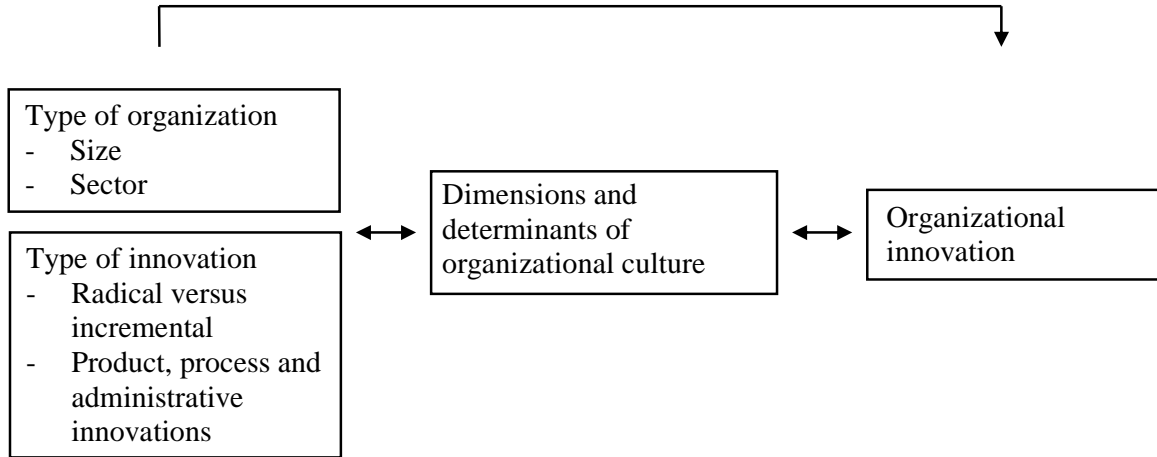 Type of organization
- Size
- Sector
Type of innovation
- Radical versus
incremental
- Product, process and
administrative
innovations
Dimensions and
determinants of
organizational culture
Organizational
innovation